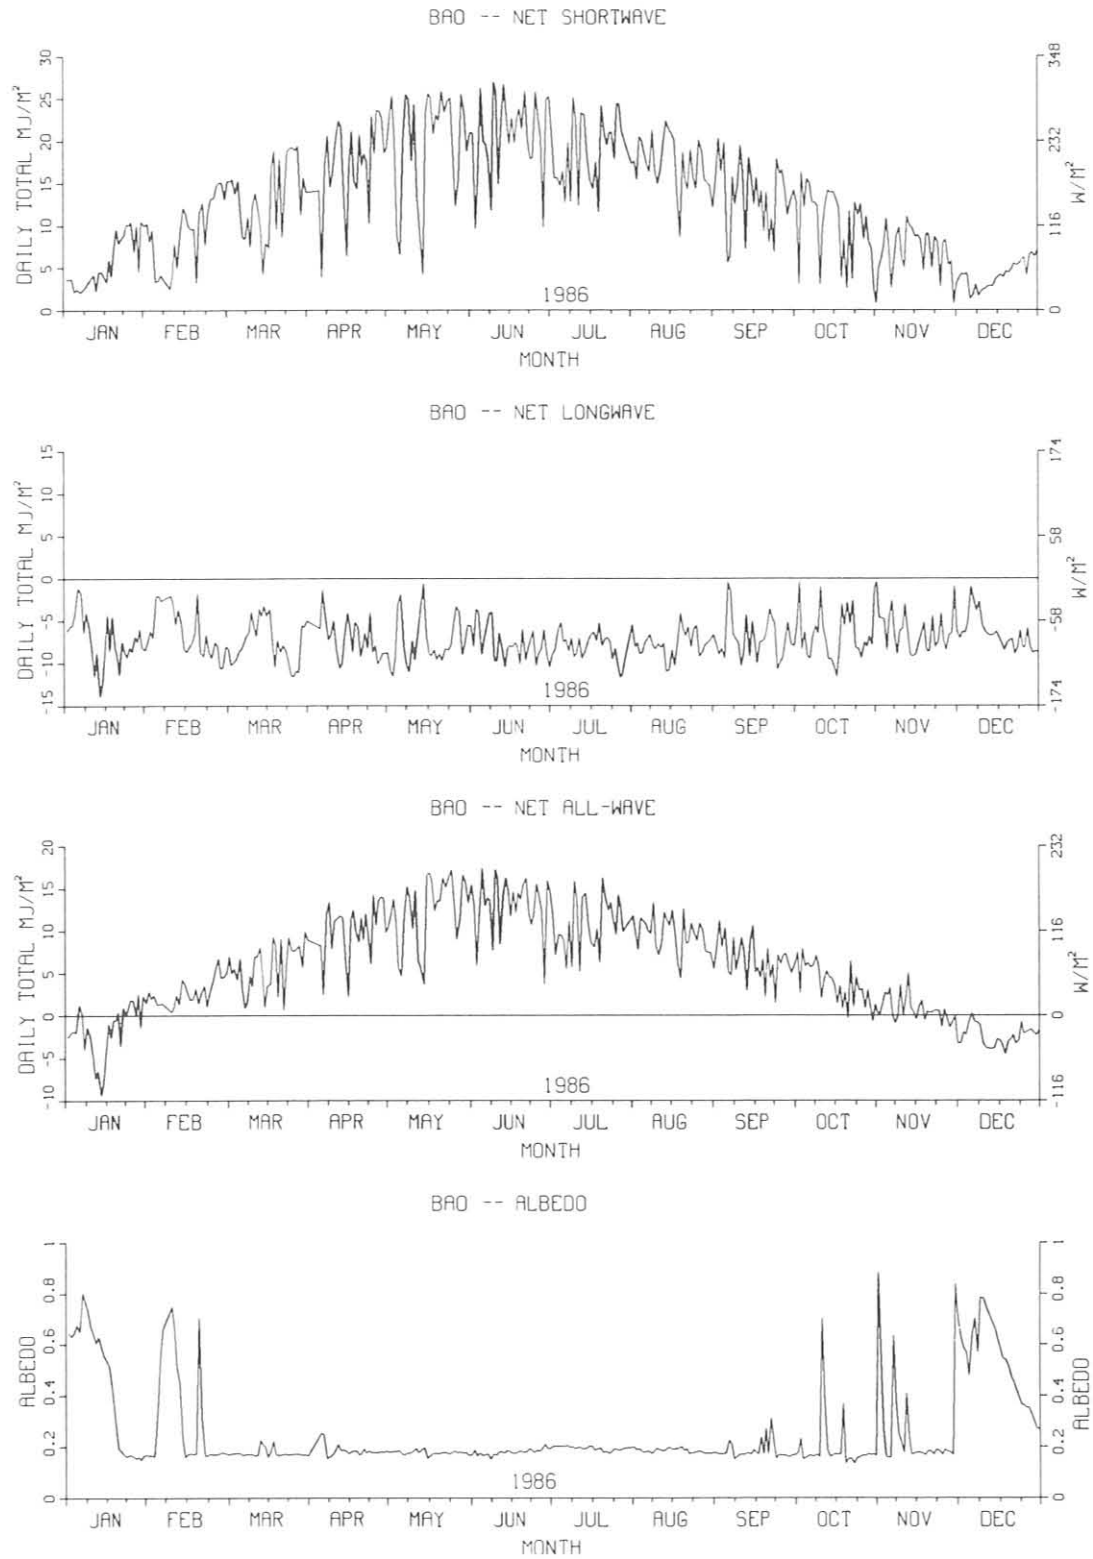 BAO -- NET SHORTWAVE
30
25
20
15
10
5
0
DAILY TOTAL MJ/M²
348
232
116
0
W/M²
1986
JAN FEB MAR APR MAY JUN JUL AUG SEP OCT NOV DEC
MONTH
BAO -- NET LONGWAVE
15
10
5
0
-5
-10
-15
DAILY TOTAL MJ/M²
174
58
-58
-174
W/M²
1986
JAN FEB MAR APR MAY JUN JUL AUG SEP OCT NOV DEC
MONTH
BAO -- NET ALL-WAVE
20
15
10
5
0
-5
-10
DAILY TOTAL MJ/M²
232
116
0
-116
W/M²
1986
JAN FEB MAR APR MAY JUN JUL AUG SEP OCT NOV DEC
MONTH
BAO -- ALBEDO
1
0.8
0.6
0.4
0.2
0
ALBEDO
1
0.8
0.6
0.4
0.2
0
ALBEDO
1986
JAN FEB MAR APR MAY JUN JUL AUG SEP OCT NOV DEC
MONTH